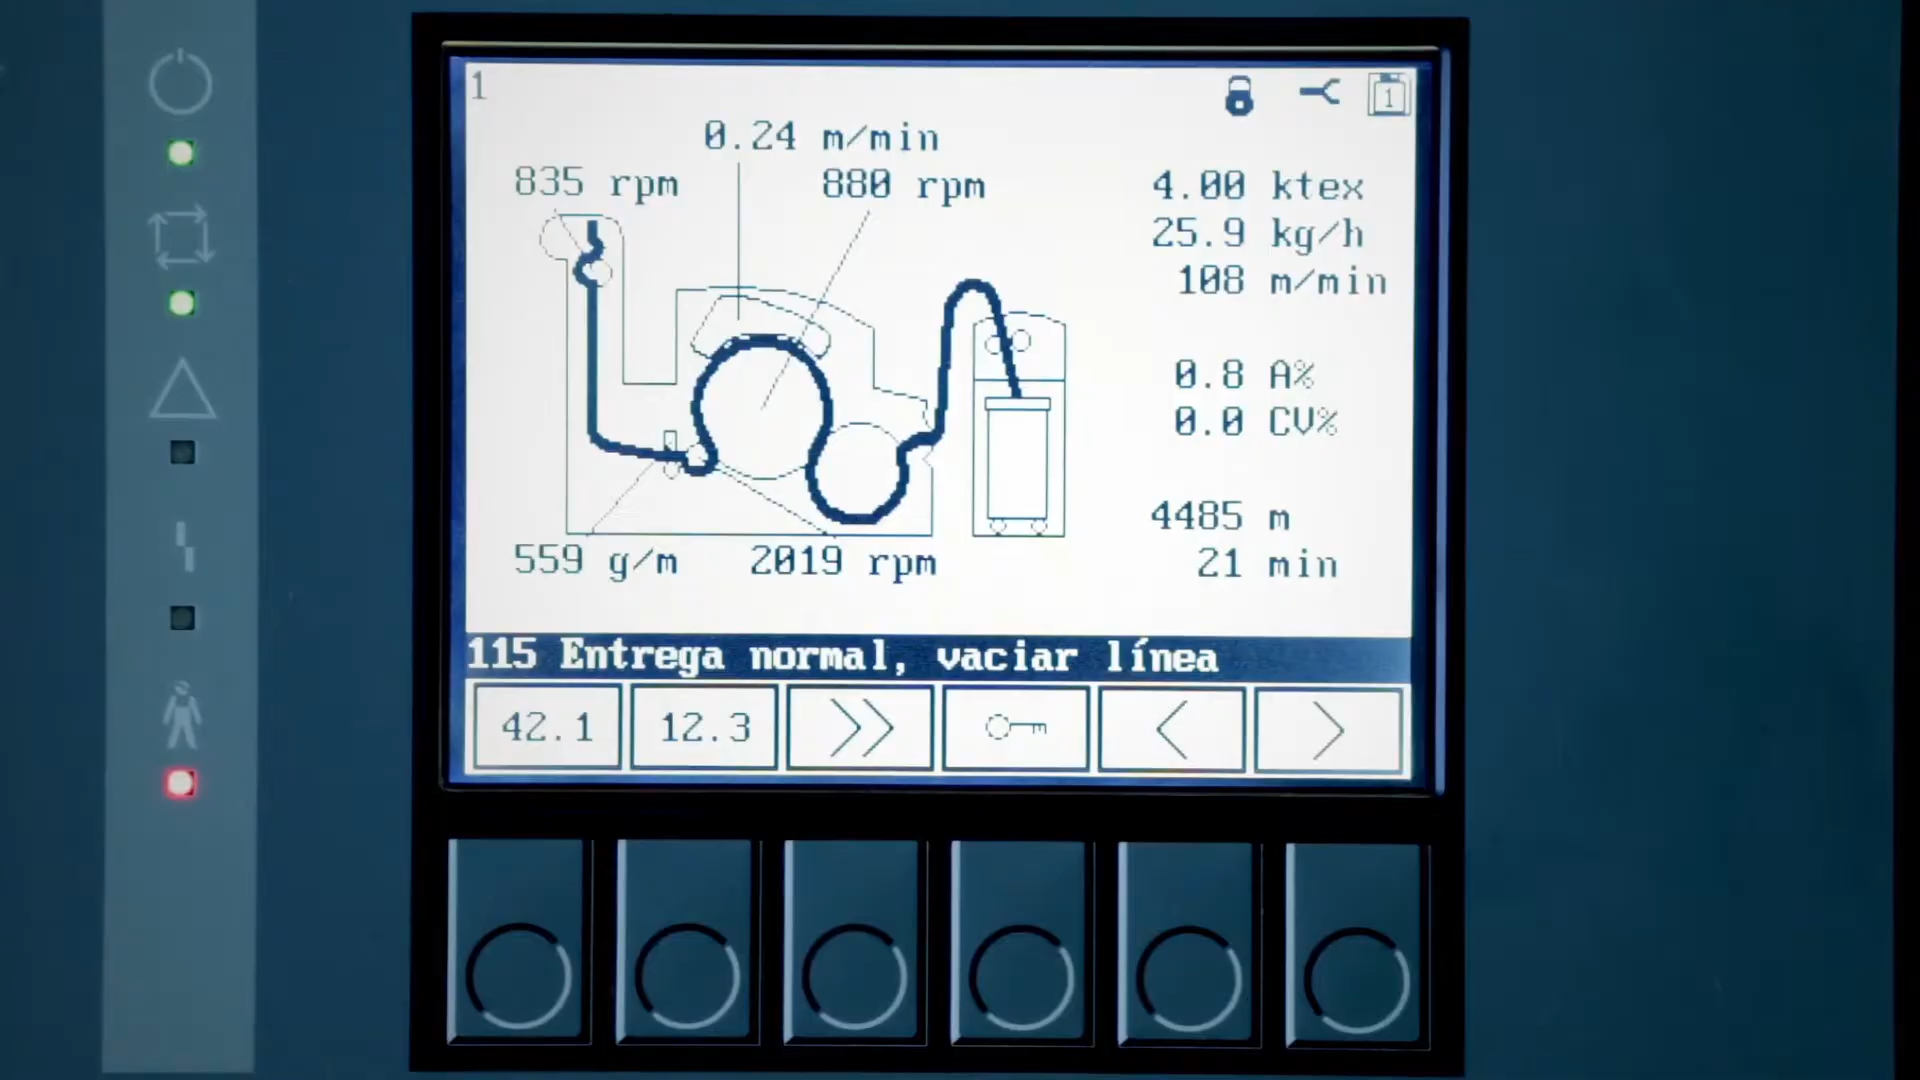 1
1
0.24 m/min
835 rpm
880 rpm
4.00 ktex
25.9 kg/h
108 m/min
0.8 A%
0.0 CV%
4485 m
21 min
559 g/m
2019 rpm
115 Entrega normal, vaciar línea
42.1
12.3